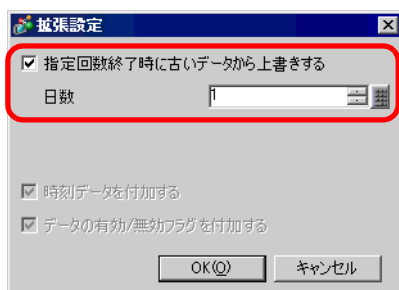 拡張設定
指定回数終了時に古いデータから上書きする
日数 1
時刻データを付加する
データの有効/無効フラグを付加する
OK(O) キャンセル